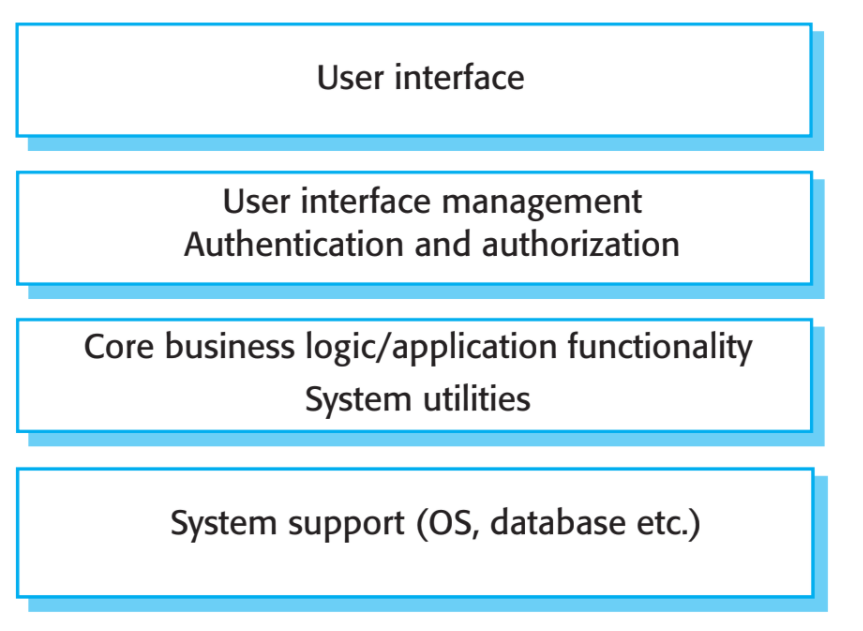 User interface
User interface management
Authentication and authorization
Core business logic/application functionality
System utilities
System support (OS, database etc.)